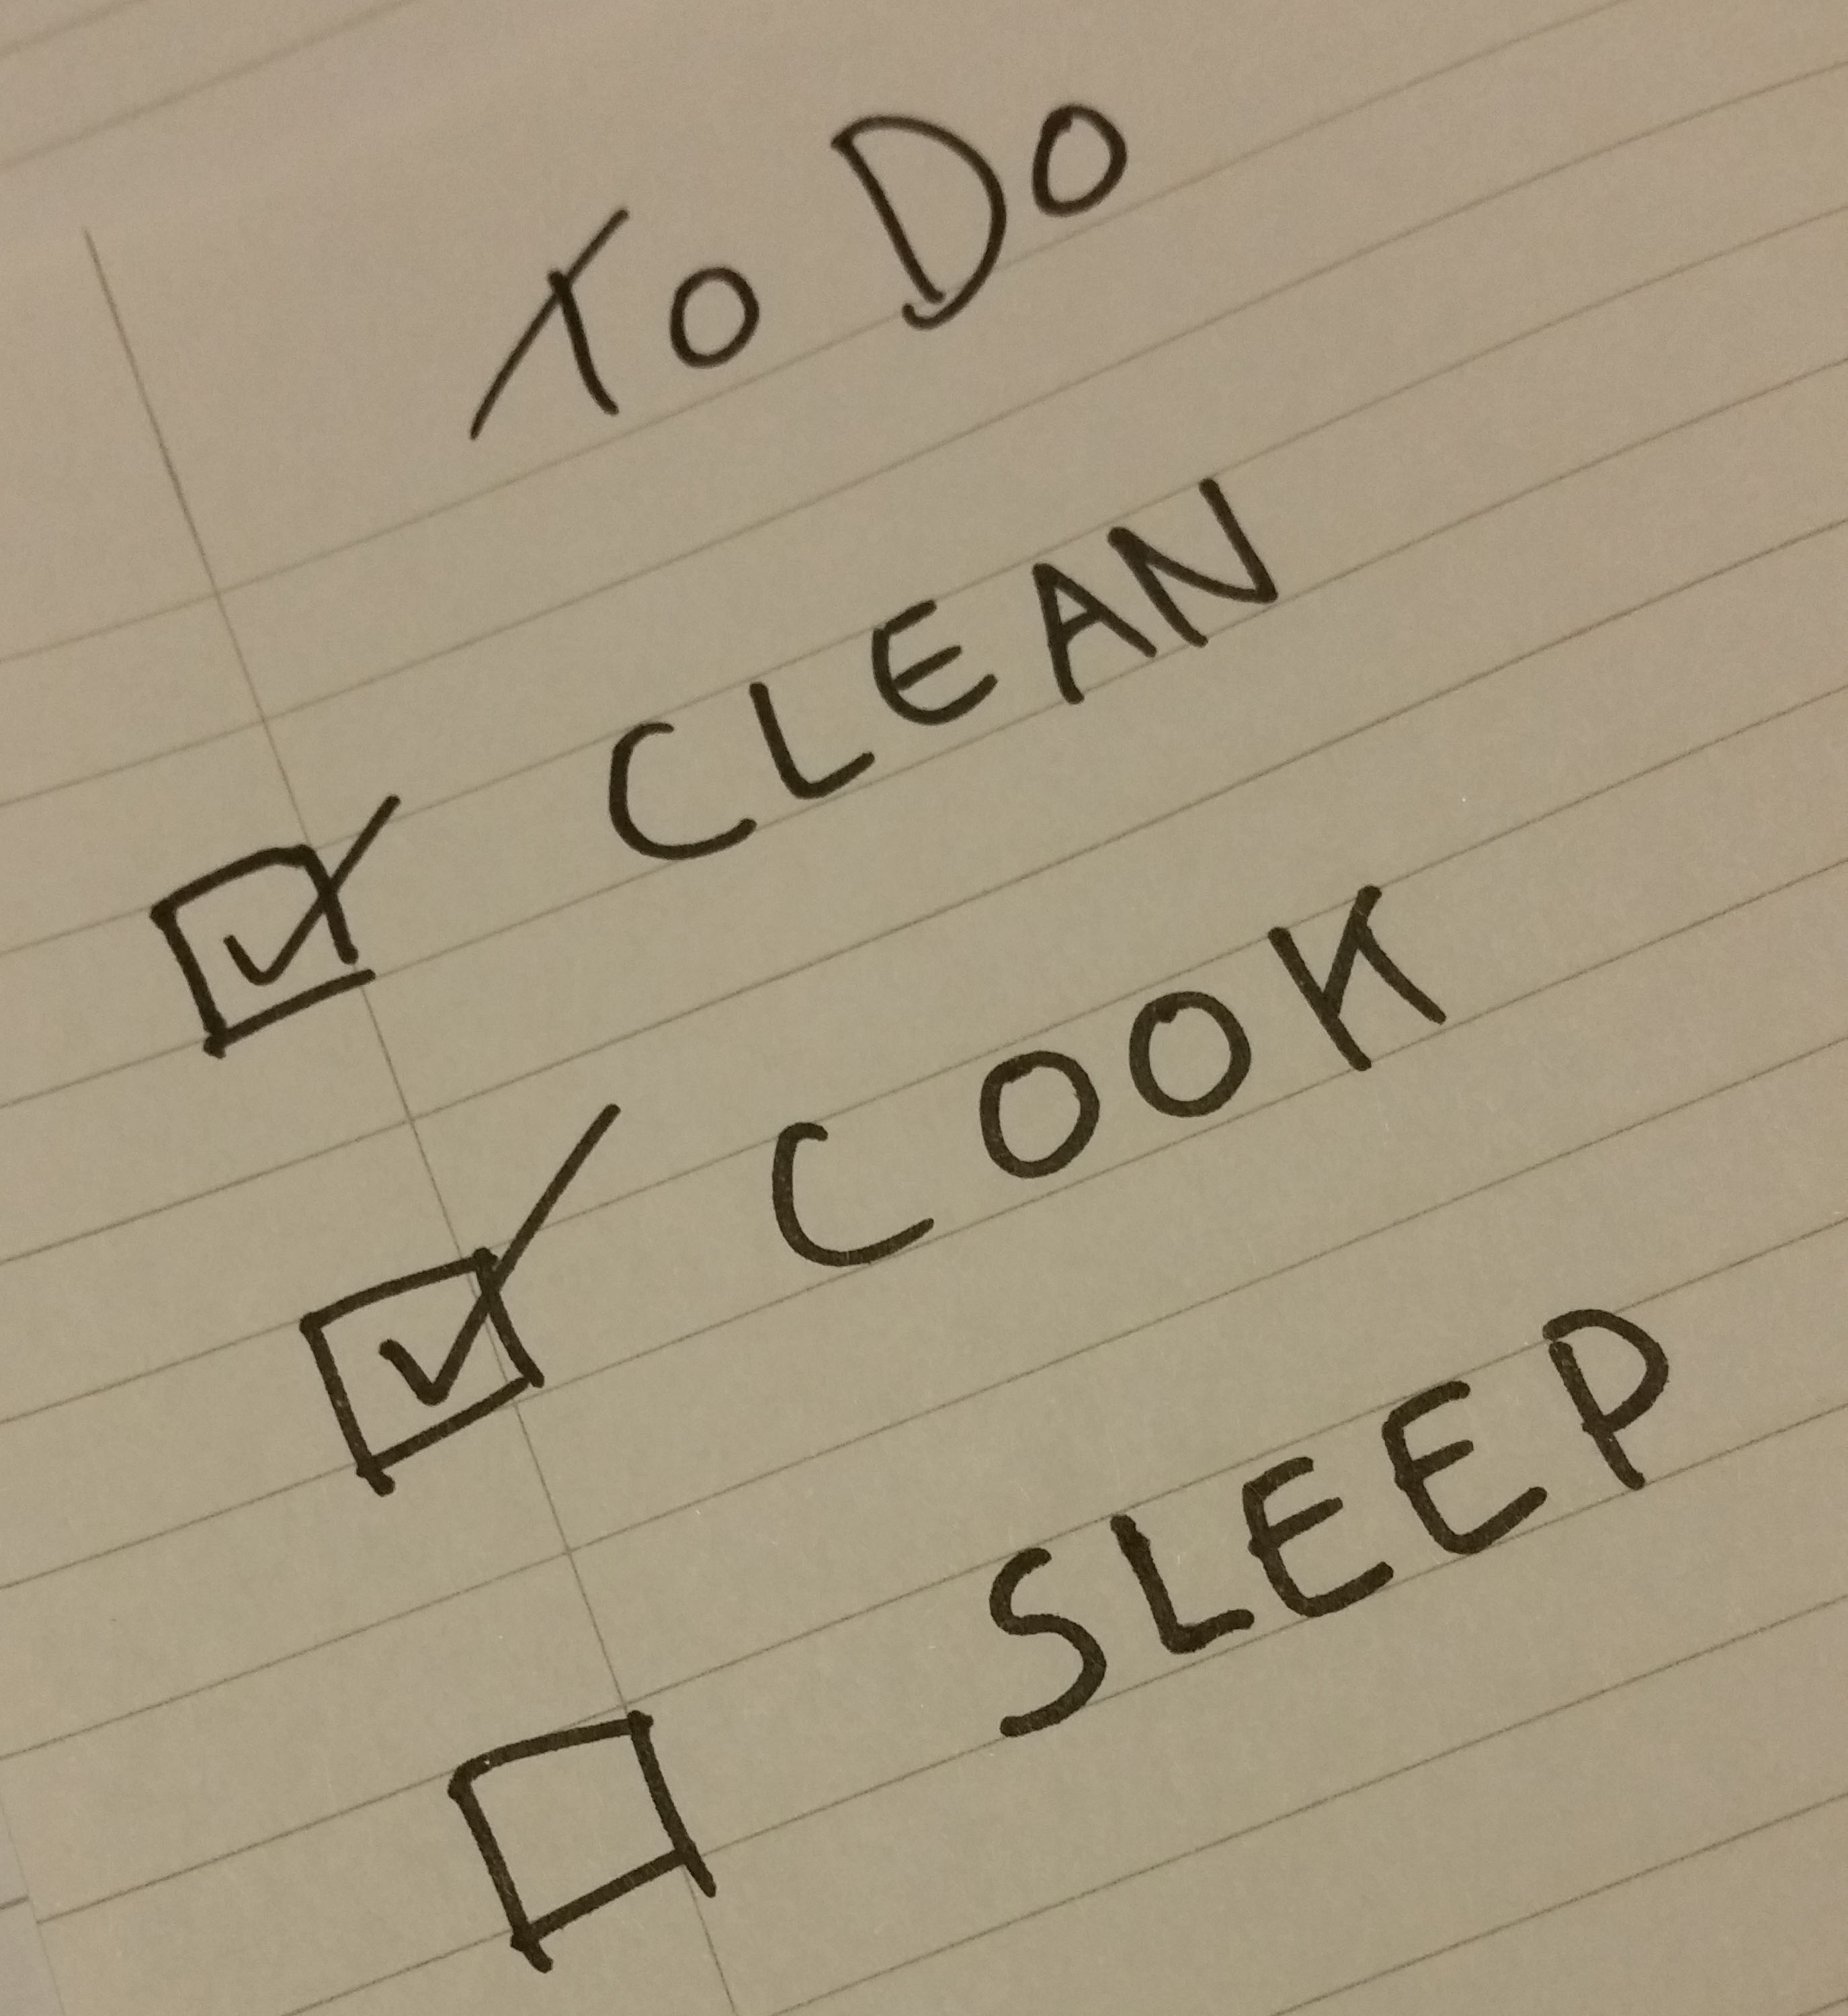 To Do
☑ CLEAN
☑ COOK
☐ SLEEP